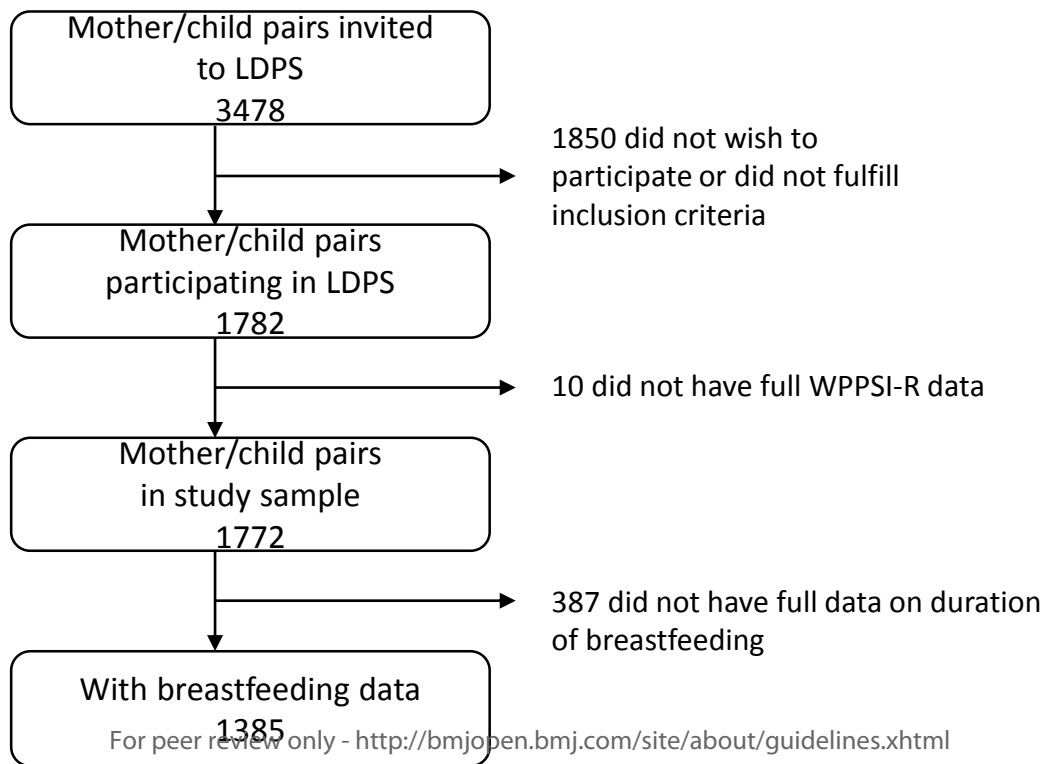 Mother/child pairs invited
to LDPS
3478
1850 did not wish to
participate or did not fulfill
inclusion criteria
Mother/child pairs
participating in LDPS
1782
10 did not have full WPPSI-R data
Mother/child pairs
in study sample
1772
387 did not have full data on duration
of breastfeeding
With breastfeeding data
1385
For peer review only - http://bmjopen.bmj.com/site/about/guidelines.xhtml